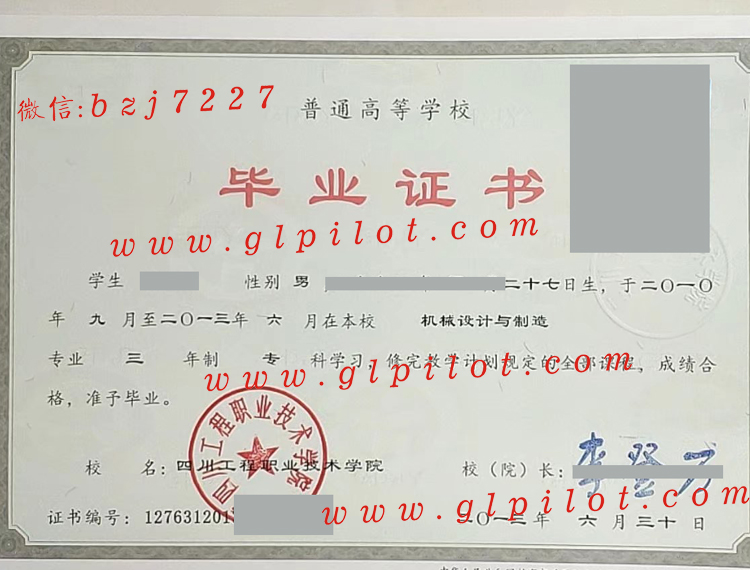 微信:bzj7227
普通高等学校
毕业证书
www.glpilot.com
学生 性别 男 二十七日生，于二〇一〇
年 九 月至二〇一三年 六 月在本校 机械设计与制造
www.glpilot.com
专业 三 年制 专 科学习，修完教学计划规定的全部课程，成绩合
格，准予毕业。
四川工程职业技术学院
校 名：四川工程职业技术学院 校（院）长：
www.glpilot.com
证书编号：127631201 二〇一三年 六 月三十日